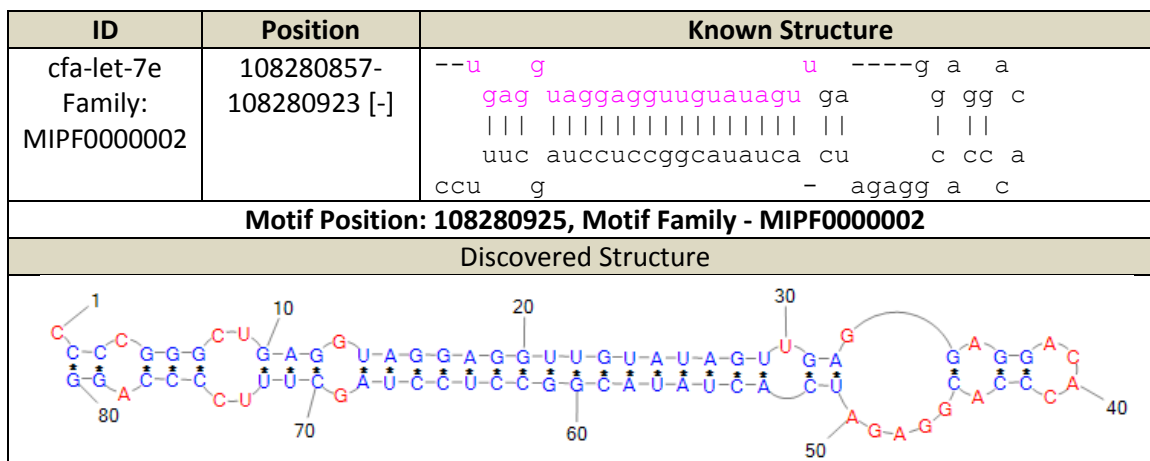 ID Position Known Structure
cfa-let-7e
Family:
MIPF0000002
108280857-
108280923 [-]
--u g u ----g a a
gag uaggagguuguauagu ga g gg c
||| |||||||||||||||| || | ||
uuc auccuccggcauauca cu c cc a
ccu g - agagg a c
Motif Position: 108280925, Motif Family - MIPF0000002
Discovered Structure
1 10 20 30
C C C C G G G C U G A G G U A G G A G G U U G U A U A G U U G A G G A G G A C A
G G A C C C C U U U C G A U C C U C C G G C A U A U C A C U A G A G G C A C C C
80 70 60 50 40